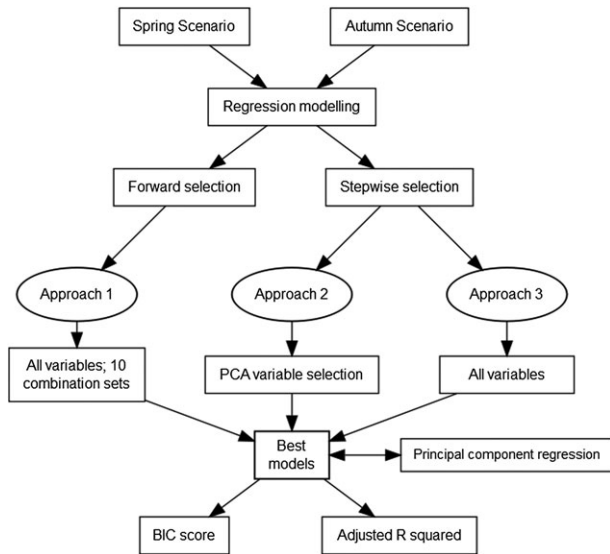 Spring Scenario
Autumn Scenario
Regression modelling
Forward selection
Stepwise selection
Approach 1
Approach 2
Approach 3
All variables; 10
combination sets
PCA variable selection
All variables
Best
models
Principal component regression
BIC score
Adjusted R squared